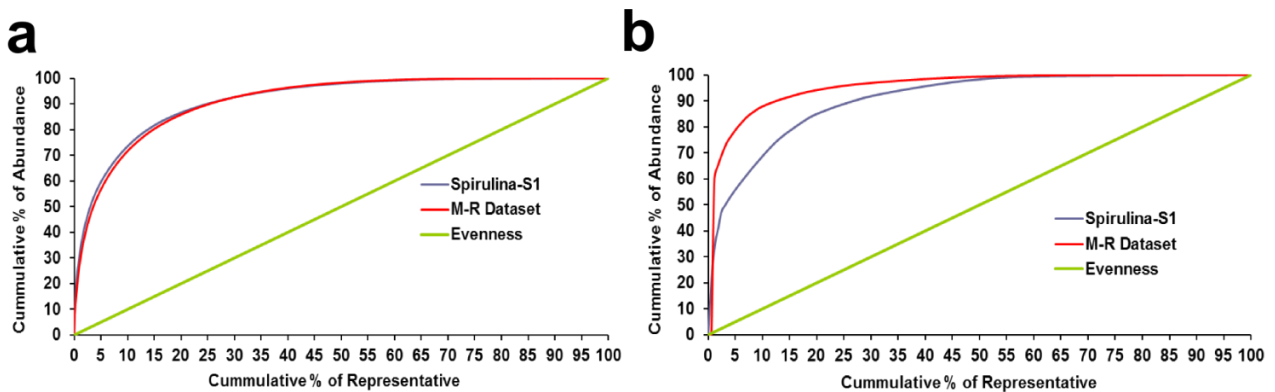 a
Cummulative % of Abundance
100
90
80
70
60
50
40
30
20
10
0
Spirulina-S1
M-R Dataset
Evenness
0 5 10 15 20 25 30 35 40 45 50 55 60 65 70 75 80 85 90 95 100
Cummulative % of Representative
b
Cummulative % of Abundance
100
90
80
70
60
50
40
30
20
10
0
Spirulina-S1
M-R Dataset
Evenness
0 5 10 15 20 25 30 35 40 45 50 55 60 65 70 75 80 85 90 95 100
Cummulative % of Representative